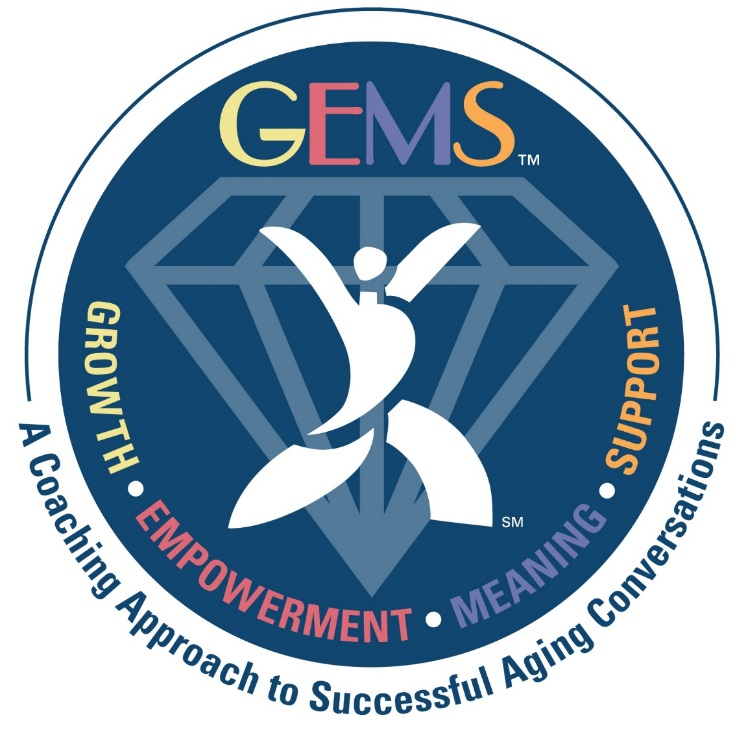 GEMS™
GROWTH • EMPOWERMENT • MEANING • SUPPORT
SM
A Coaching Approach to Successful Aging Conversations